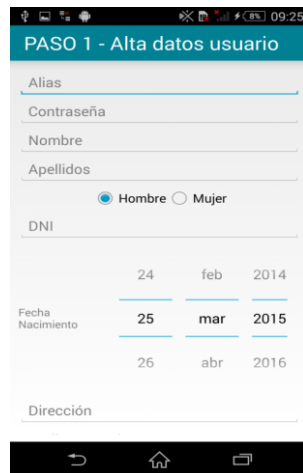 8% 09:25
PASO 1 - Alta datos usuario
Alias
Contraseña
Nombre
Apellidos
Hombre Mujer
DNI
24 feb 2014
Fecha
Nacimiento
25 mar 2015
26 abr 2016
Dirección